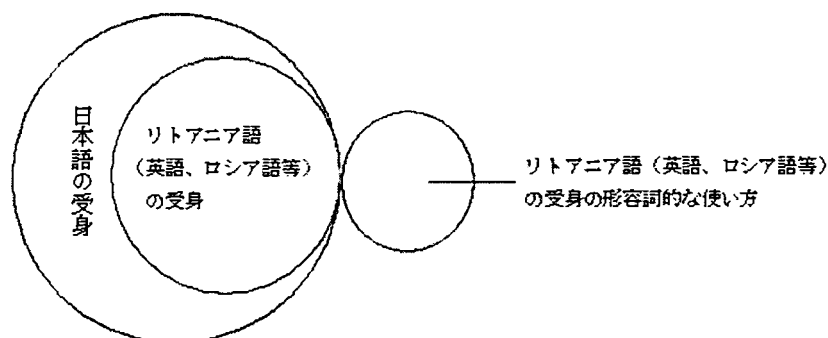 日本語の受身
リトアニア語
(英語、ロシア語等)
の受身
リトアニア語（英語、ロシア語等）
の受身の形容詞的な使い方